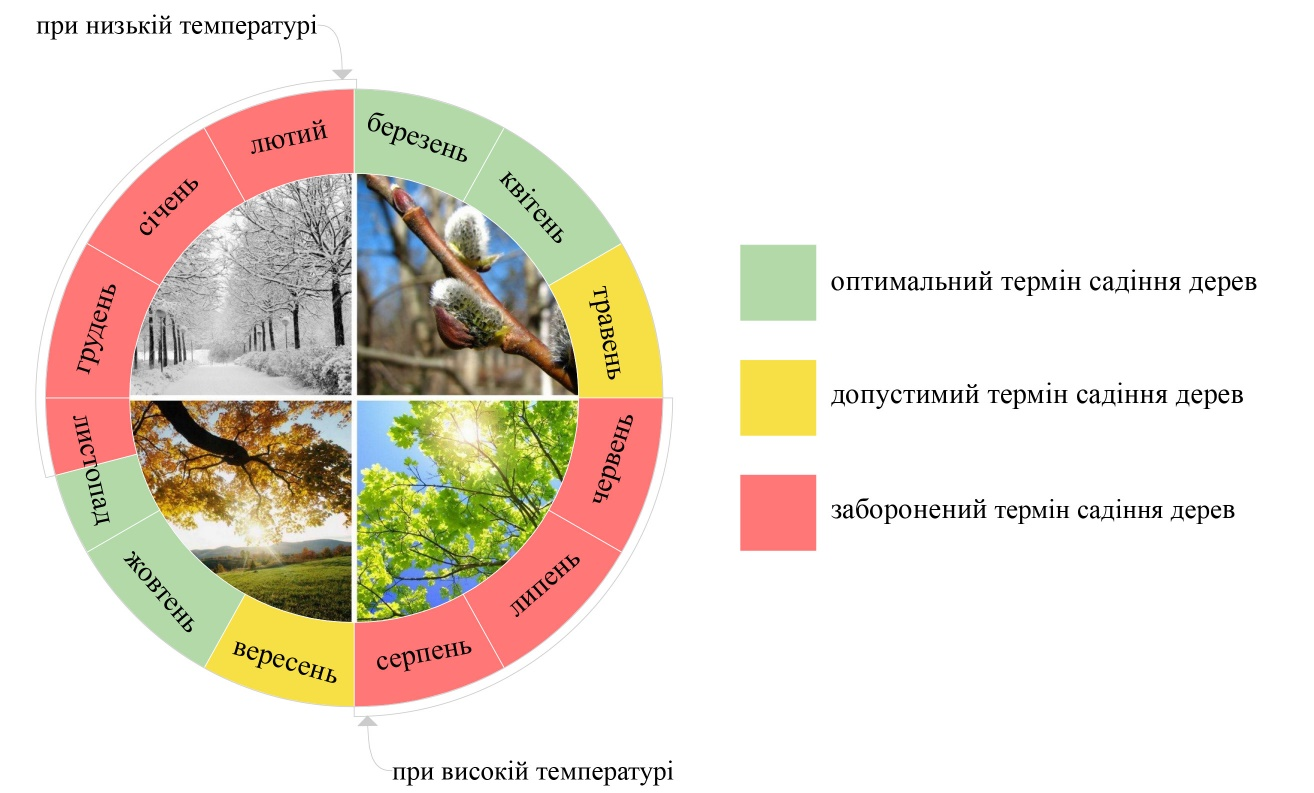 при низькій температурі
лютий
березень
січень
квітень
грудень
травень
листопад
червень
жовтень
липень
вересень
серпень
при високій температурі
оптимальний термін садіння дерев
допустимий термін садіння дерев
заборонений термін садіння дерев